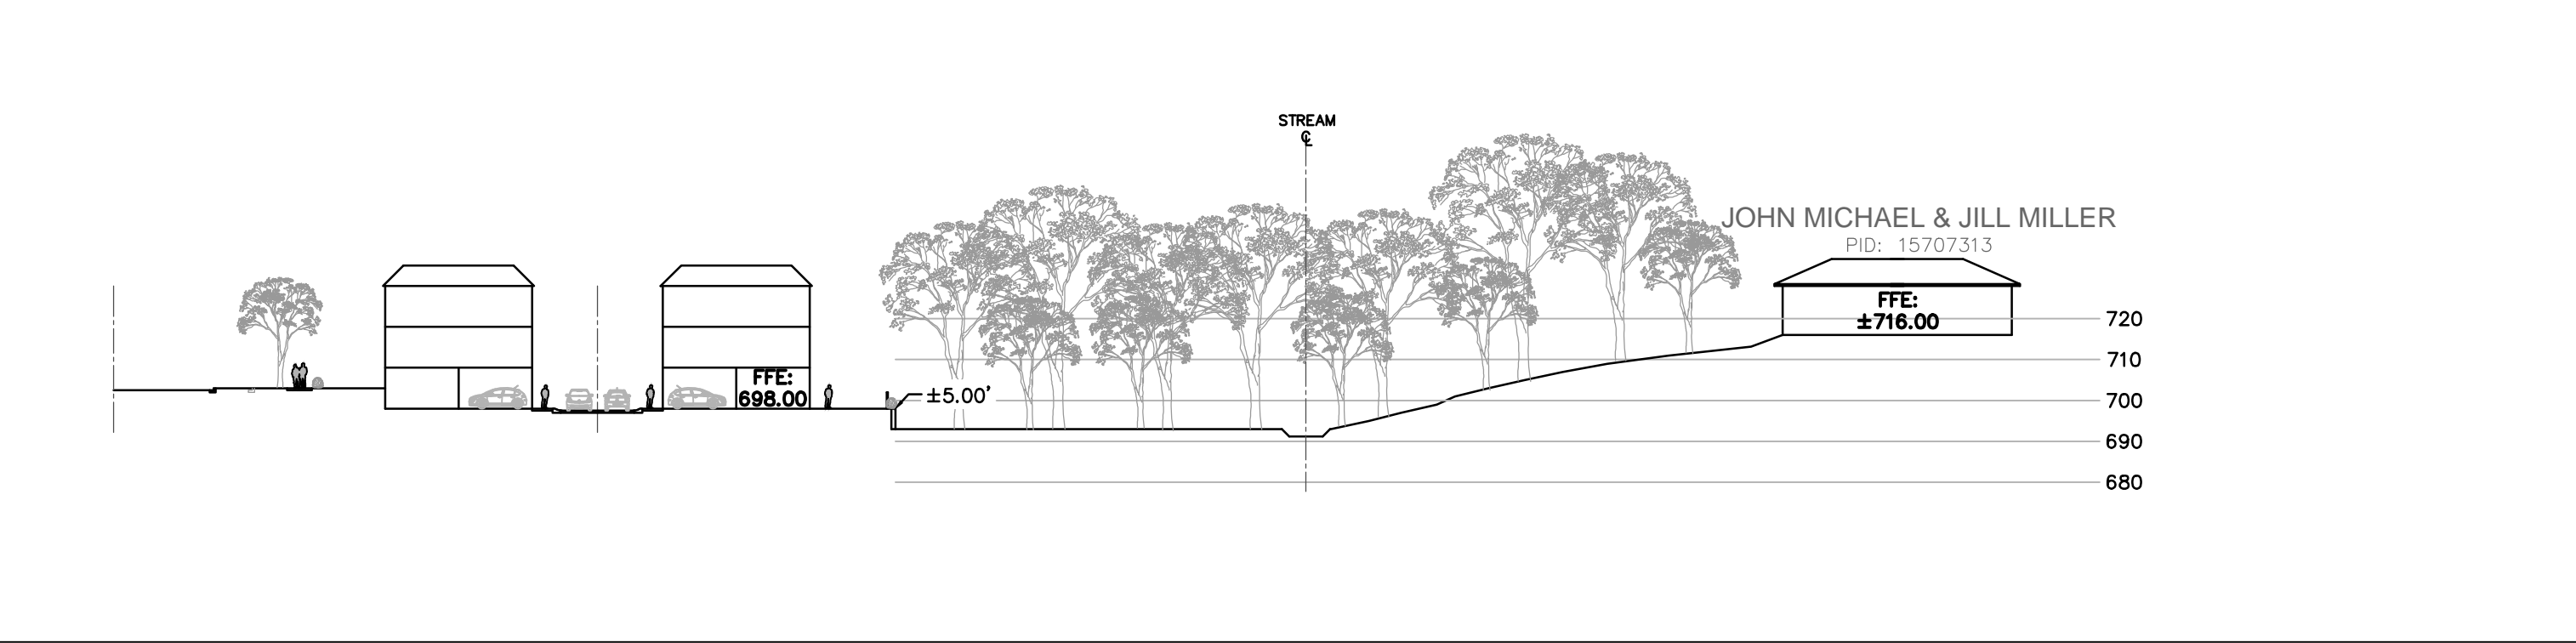 STREAM
℄
JOHN MICHAEL & JILL MILLER
PID: 15707313
FFE:
±716.00
720
710
FFE:
698.00
±5.00'
700
690
680